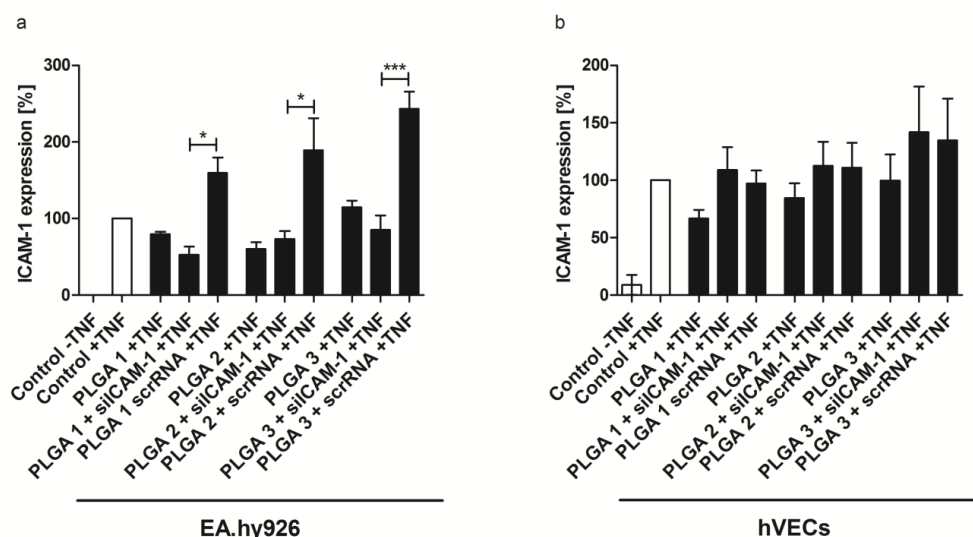 a
ICAM-1 expression [%]
300
200
100
0
*
*
***
Control -TNF
Control +TNF
PLGA 1 +TNF
PLGA 1 + siICAM-1 +TNF
PLGA 1 scrRNA +TNF
PLGA 2 +TNF
PLGA 2 + siICAM-1 +TNF
PLGA 2 + scrRNA +TNF
PLGA 3 +TNF
PLGA 3 + siICAM-1 +TNF
PLGA 3 + scrRNA +TNF
EA.hy926
b
ICAM-1 expression [%]
200
150
100
50
0
Control -TNF
Control +TNF
PLGA 1 +TNF
PLGA 1 + siICAM-1 +TNF
PLGA 1 scrRNA +TNF
PLGA 2 +TNF
PLGA 2 + siICAM-1 +TNF
PLGA 2 + scrRNA +TNF
PLGA 3 +TNF
PLGA 3 + siICAM-1 +TNF
PLGA 3 + scrRNA +TNF
hVECs